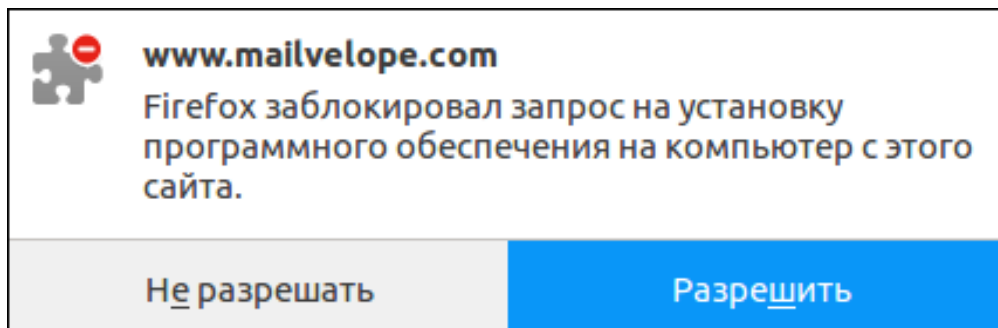 www.mailvelope.com
Firefox заблокировал запрос на установку
программного обеспечения на компьютер с этого
сайта.
Не разрешать
Разрешить